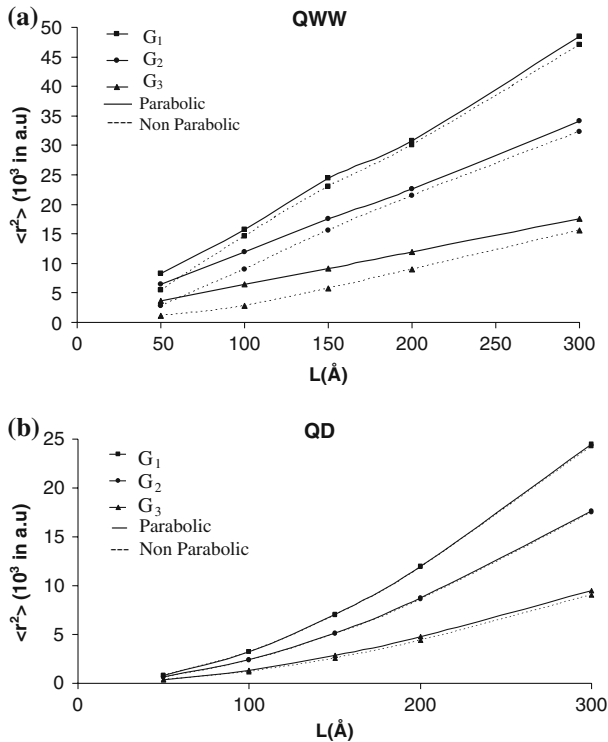 (a) QWW
50
45
40
35
30
25
20
15
10
5
0
<r²> (10³ in a.u)
G₁
G₂
G₃
Parabolic
Non Parabolic
0 50 100 150 200 250 300
L(Å)
(b) QD
25
20
15
10
5
0
<r²> (10³ in a.u)
G₁
G₂
G₃
Parabolic
Non Parabolic
0 100 200 300
L(Å)